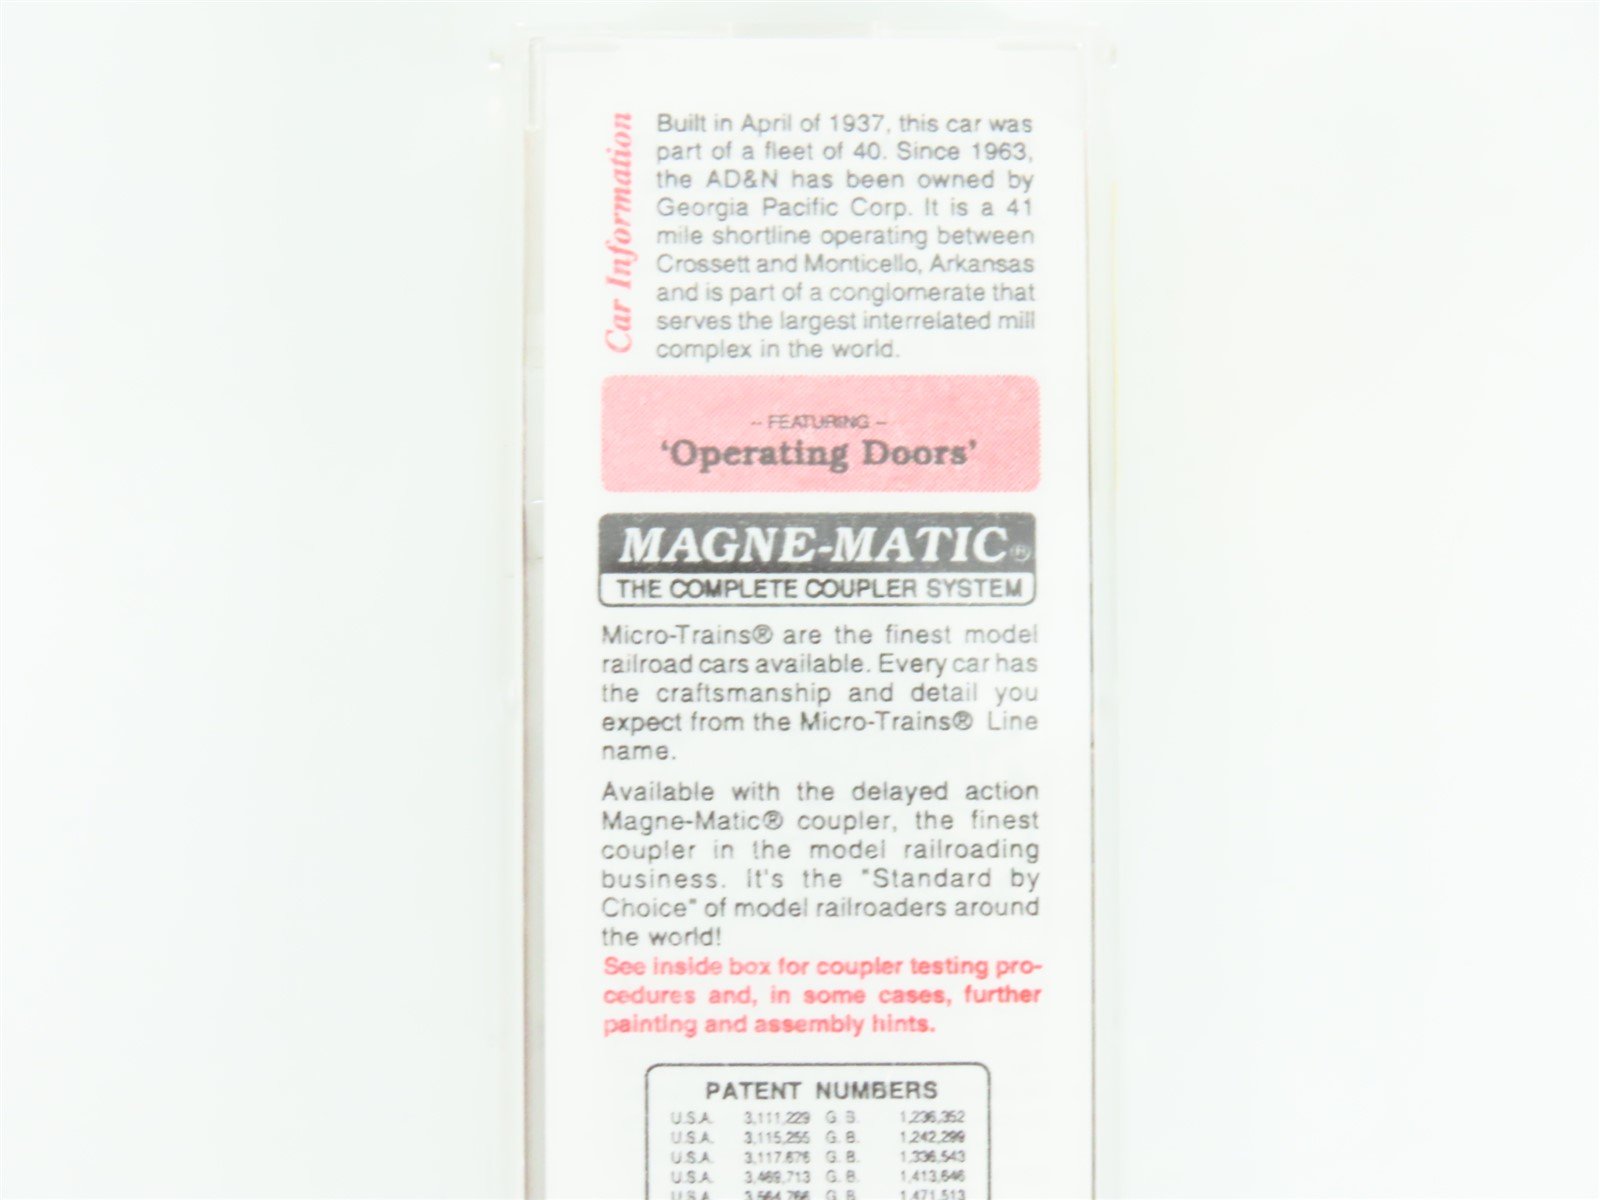 Car Information
Built in April of 1937, this car was
part of a fleet of 40. Since 1963,
the AD&N has been owned by
Georgia Pacific Corp. It is a 41
mile shortline operating between
Crossett and Monticello, Arkansas
and is part of a conglomerate that
serves the largest interrelated mill
complex in the world.
-- FEATURING --
'Operating Doors'
MAGNE-MATIC®
THE COMPLETE COUPLER SYSTEM
Micro-Trains® are the finest model
railroad cars available. Every car has
the craftsmanship and detail you
expect from the Micro-Trains® Line
name.
Available with the delayed action
Magne-Matic® coupler, the finest
coupler in the model railroading
business. It's the "Standard by
Choice" of model railroaders around
the world!
See inside box for coupler testing pro-
cedures and, in some cases, further
painting and assembly hints.
PATENT NUMBERS
U.S.A. 3,111,229 G.B. 1,236,352
U.S.A. 3,115,255 G.B. 1,242,299
U.S.A. 3,117,676 G.B. 1,336,543
U.S.A. 3,469,713 G.B. 1,413,646
U.S.A. 3,564,766 G.B. 1,471,513